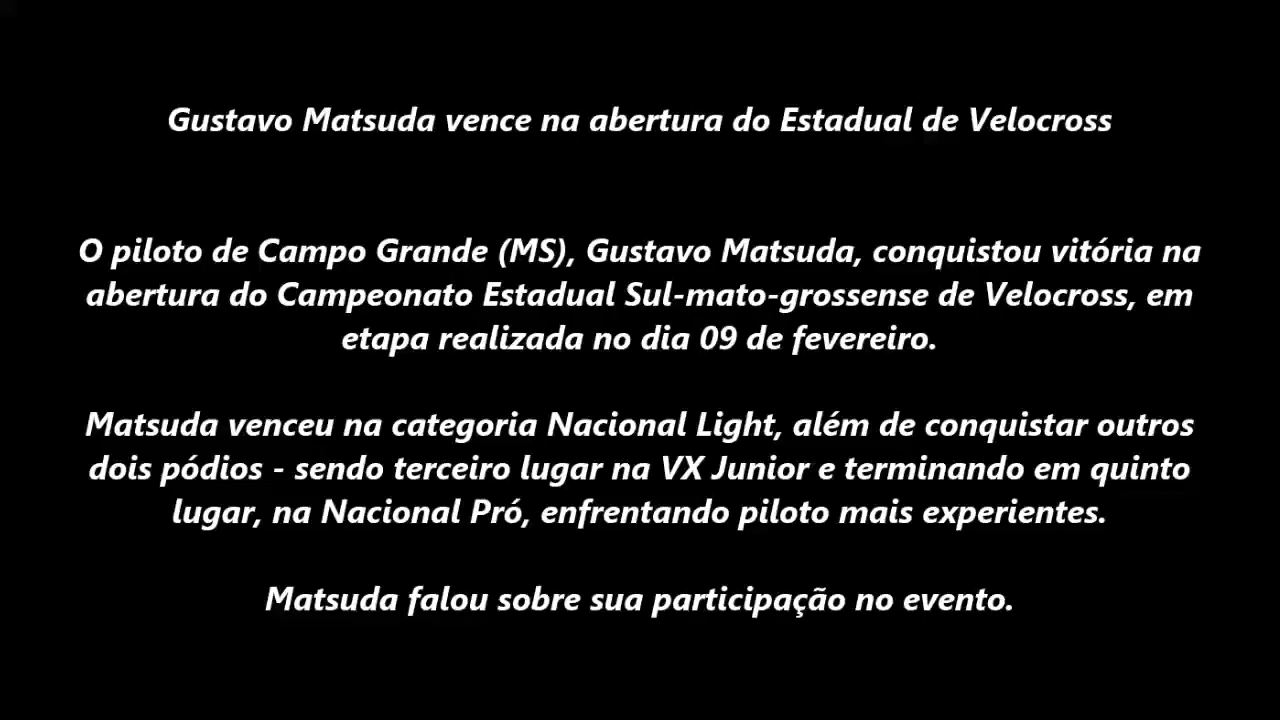 Gustavo Matsuda vence na abertura do Estadual de Velocross
O piloto de Campo Grande (MS), Gustavo Matsuda, conquistou vitória na
abertura do Campeonato Estadual Sul-mato-grossense de Velocross, em
etapa realizada no dia 09 de fevereiro.
Matsuda venceu na categoria Nacional Light, além de conquistar outros
dois pódios - sendo terceiro lugar na VX Junior e terminando em quinto
lugar, na Nacional Pró, enfrentando piloto mais experientes.
Matsuda falou sobre sua participação no evento.